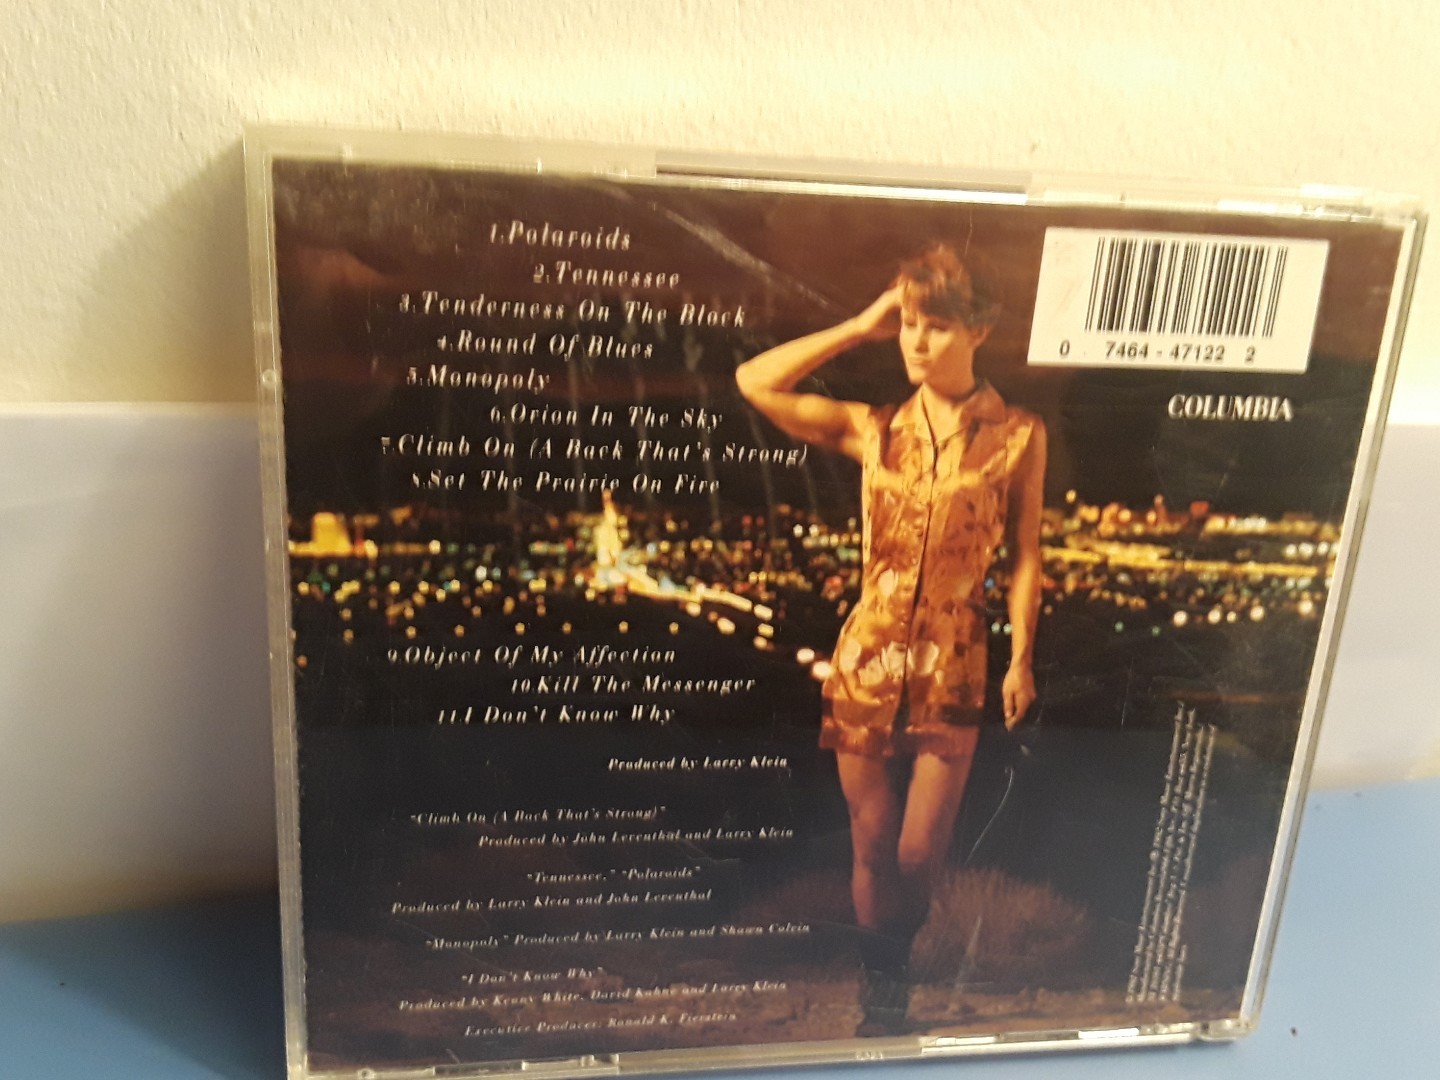 1.Polaroids
2.Tennessee
3.Tenderness On The Block
4.Round Of Blues
5.Monopoly
6.Orion In The Sky
7.Climb On (A Back That's Strong)
8.Set The Prairie On Fire
9.Object Of My Affection
10.Kill The Messenger
11.I Don't Know Why
Produced by Larry Klein
"Climb On (A Back That's Strong)"
Produced by John Leventhal and Larry Klein
"Tennessee," "Polaroids"
Produced by Larry Klein and John Leventhal
"Monopoly" Produced by Larry Klein and Shawn Colvin
"I Don't Know Why"
Produced by Kenny White, David Kahne and Larry Klein
Executive Producer: Ronald K. Fierstein
0 7464-47122 2
COLUMBIA